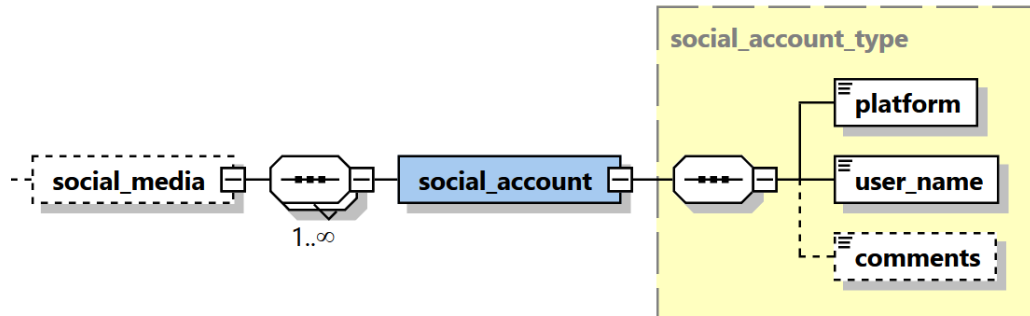 social_account_type
platform
social_media
social_account
user_name
1..∞
comments